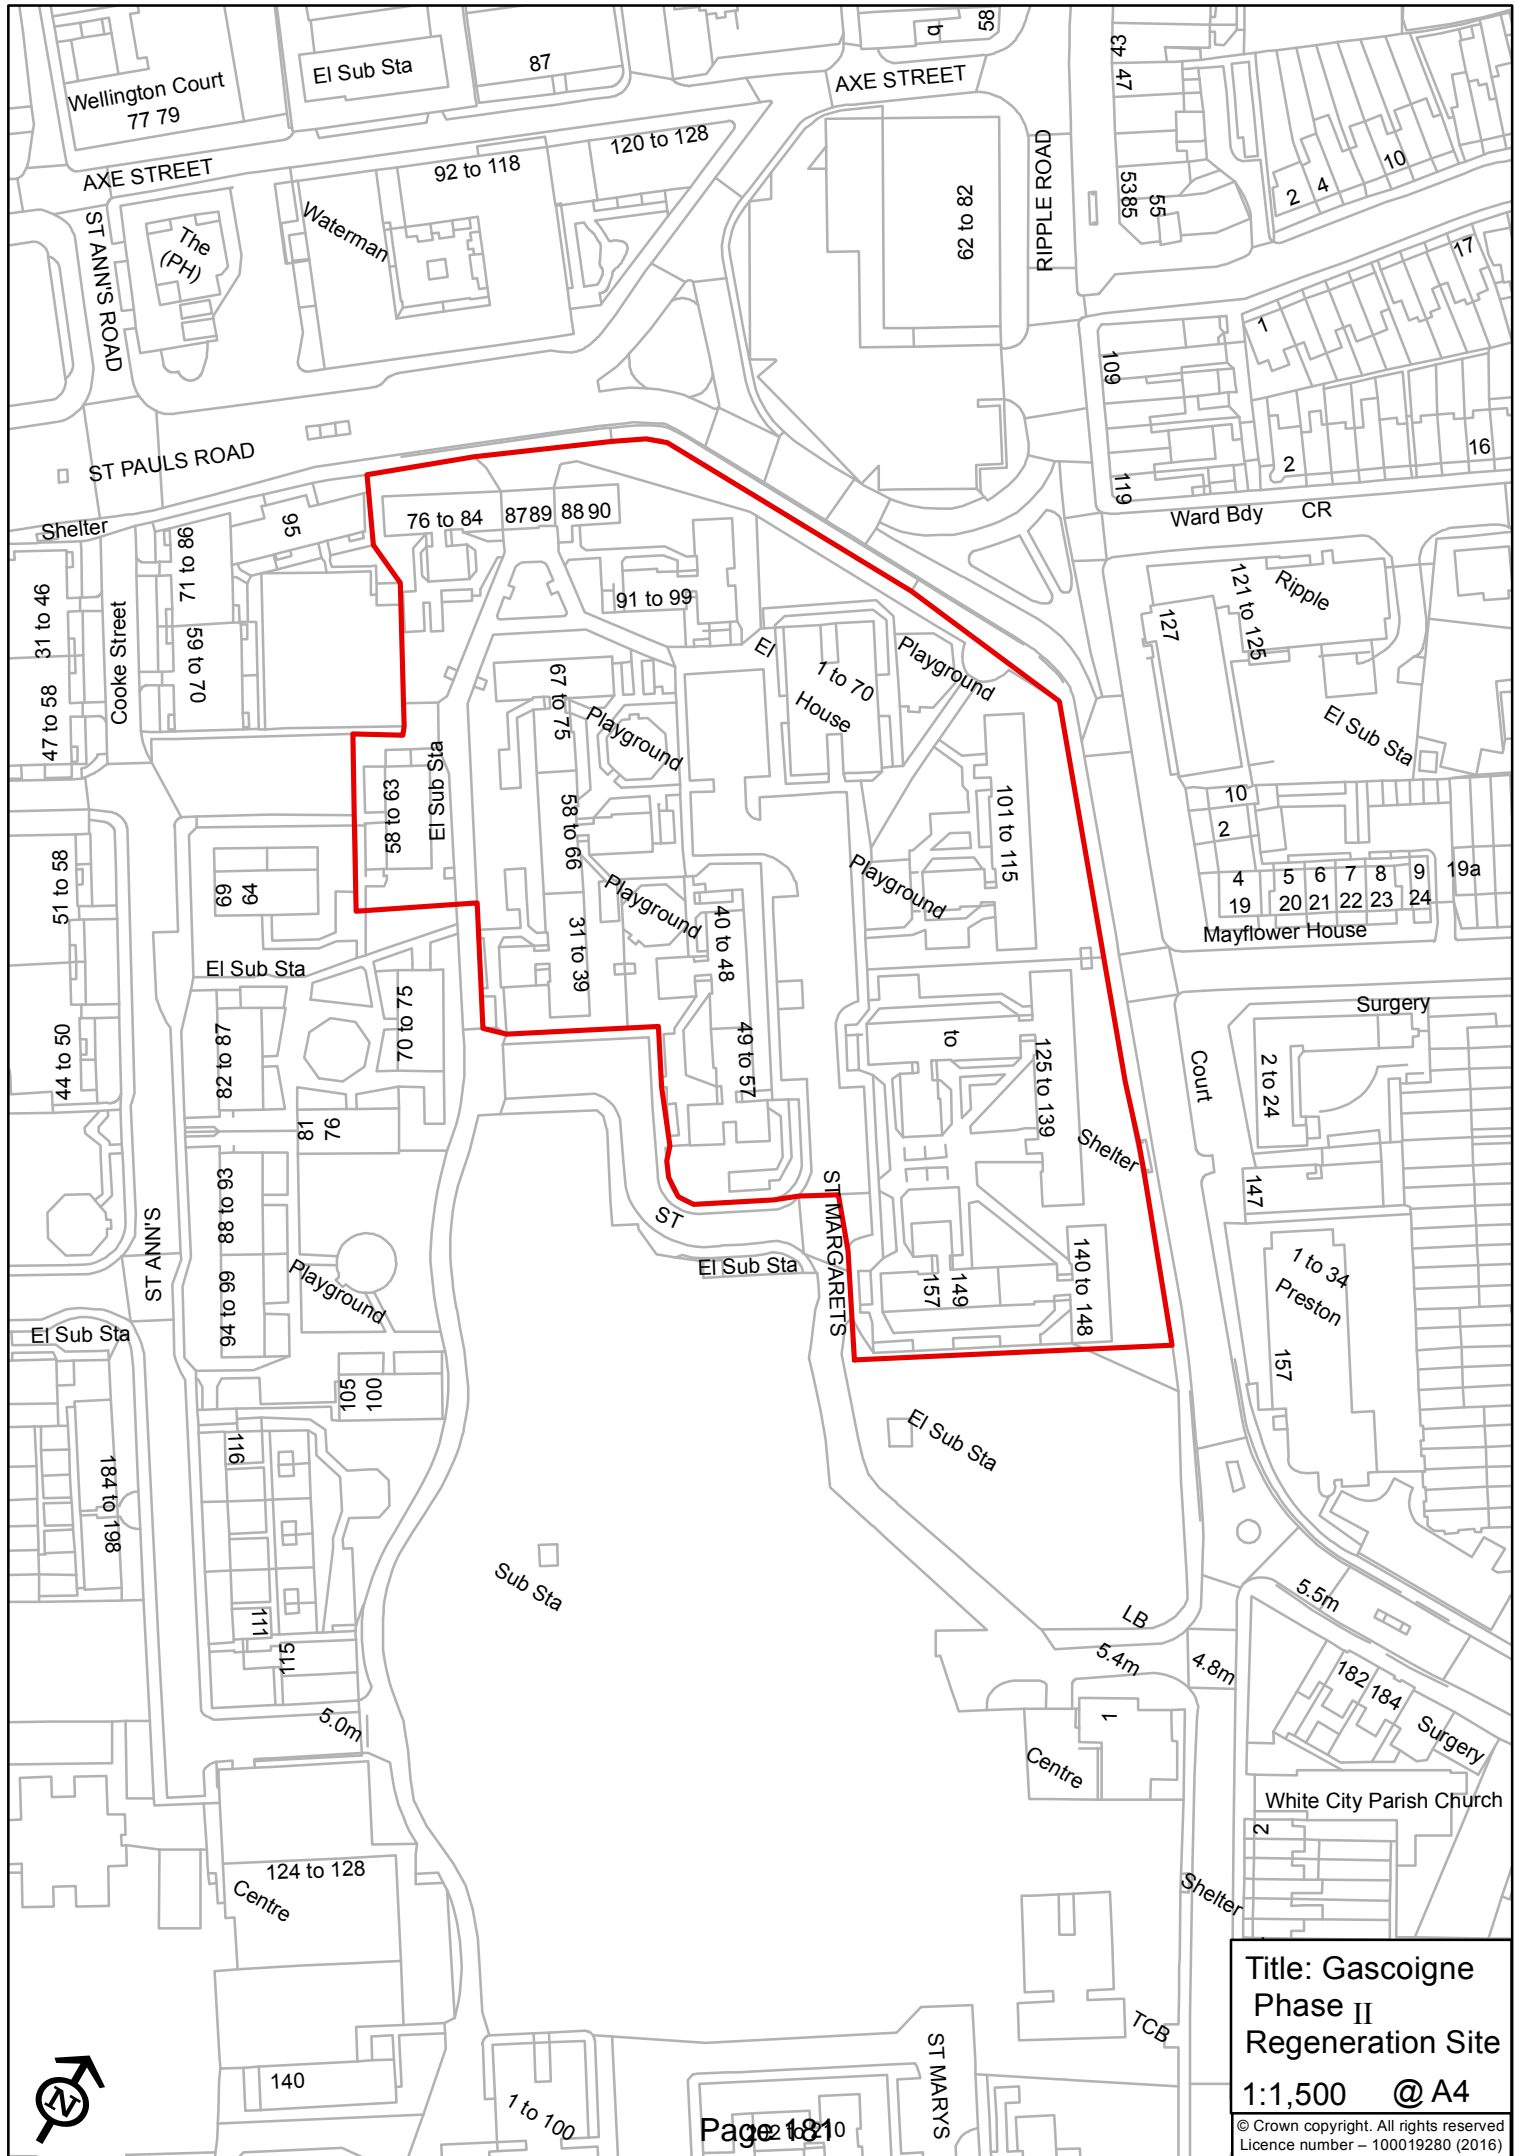 58
b
43
47
87
El Sub Sta
AXE STREET
Wellington Court
77 79
120 to 128
RIPPLE ROAD
10
4
2
92 to 118
AXE STREET
5385
55
62 to 82
ST ANN'S ROAD
The
(PH)
Waterman
17
1
109
ST PAULS ROAD
16
2
119
Shelter
95
76 to 84
8789
88 90
Ward Bdy
CR
71 to 86
31 to 46
Cooke Street
91 to 99
121 to 125
Ripple
127
59 to 70
El
1 to 70
House
Playground
67 to 75
Playground
47 to 58
El Sub Sta
El Sub Sta
58 to 63
58 to 66
101 to 115
10
2
51 to 58
69
64
Playground
Playground
4
5
6
7
8
9
19a
19
20
21
22
23
24
31 to 39
40 to 48
Mayflower House
El Sub Sta
70 to 75
Surgery
82 to 87
44 to 50
49 to 57
to
125 to 139
Court
2 to 24
81
76
Shelter
88 to 93
ST MARGARETS
147
ST
ST ANN'S
El Sub Sta
94 to 99
Playground
157
149
140 to 148
1 to 34
Preston
El Sub Sta
157
105
100
116
El Sub Sta
184 to 198
Sub Sta
5.5m
111
115
LB
5.4m
4.8m
182
184
Surgery
5.0m
1
Centre
White City Parish Church
2
124 to 128
Centre
Shelter
Title: Gascoigne
Phase II
Regeneration Site
1:1,500 @ A4
TCB
ST MARYS
N
140
1 to 100
Page 181
© Crown copyright. All rights reserved
Licence number – 100019280 (2016)